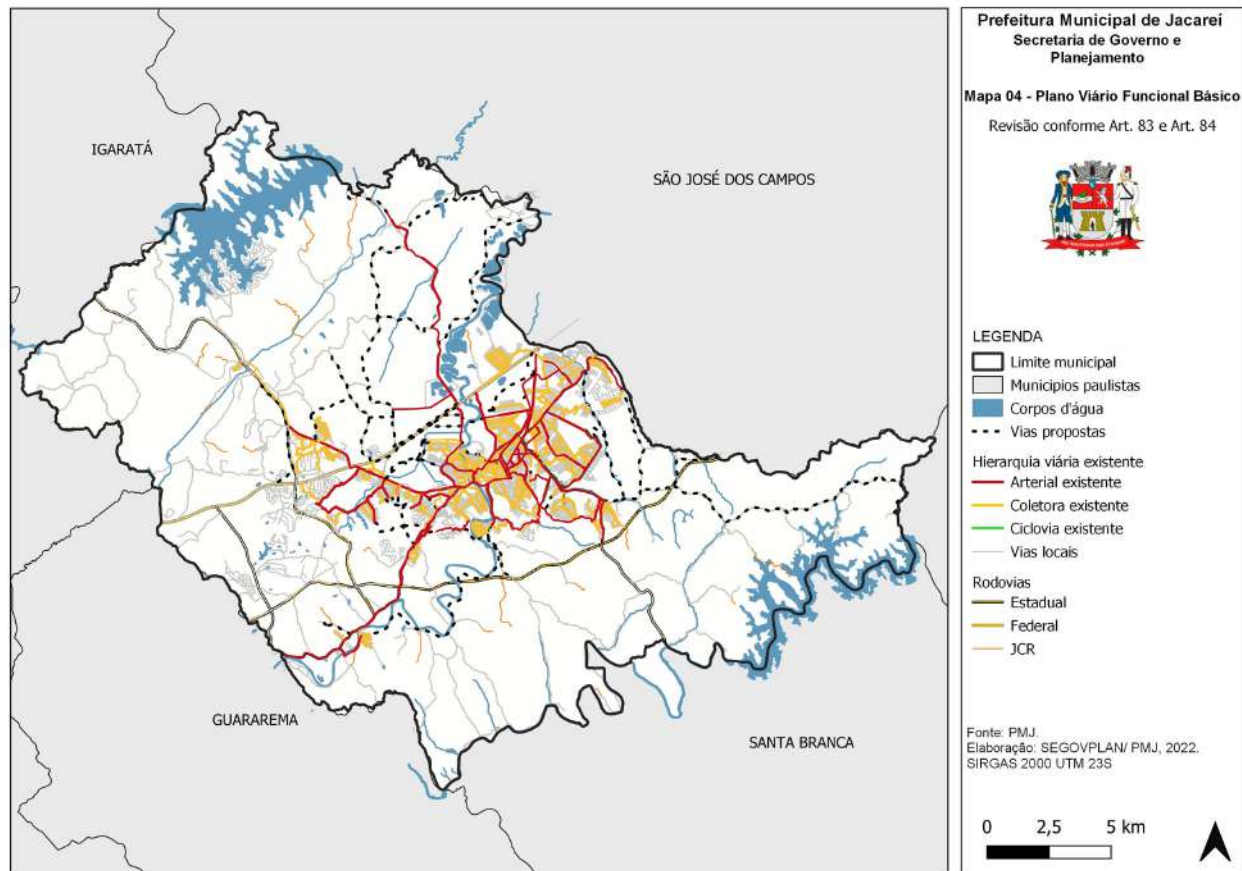 Prefeitura Municipal de Jacareí
Secretaria de Governo e
Planejamento
Mapa 04 - Plano Viário Funcional Básico
Revisão conforme Art. 83 e Art. 84
IGARATÁ
SÃO JOSÉ DOS CAMPOS
GUARAREMA
SANTA BRANCA
LEGENDA
Limite municipal
Municipios paulistas
Corpos d'água
Vias propostas
Hierarquia viária existente
Arterial existente
Coletora existente
Ciclovia existente
Vias locais
Rodovias
Estadual
Federal
JCR
Fonte: PMJ.
Elaboração: SEGOVPLAN/ PMJ, 2022.
SIRGAS 2000 UTM 23S
0 2,5 5 km